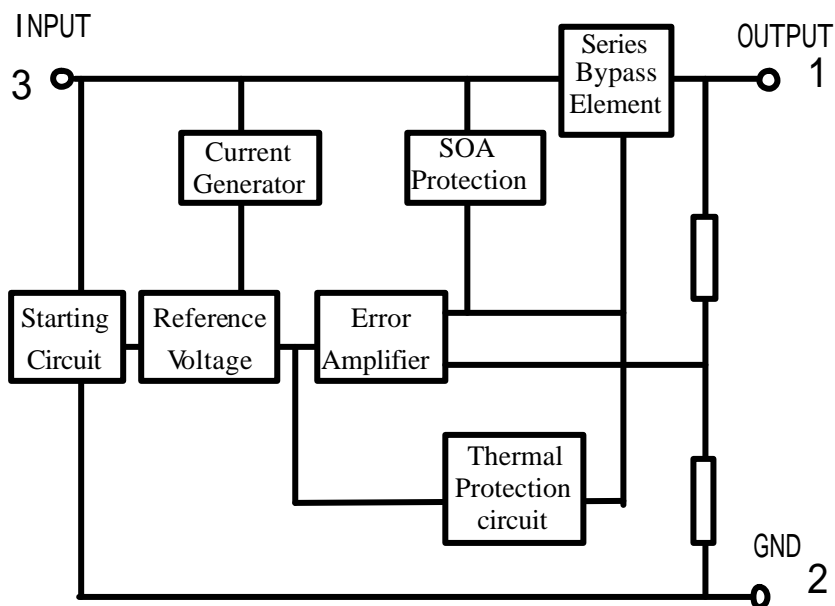 INPUT
3
Series
Bypass
Element
OUTPUT
1
Current
Generator
SOA
Protection
Starting
Circuit
Reference
Voltage
Error
Amplifier
Thermal
Protection
circuit
GND
2